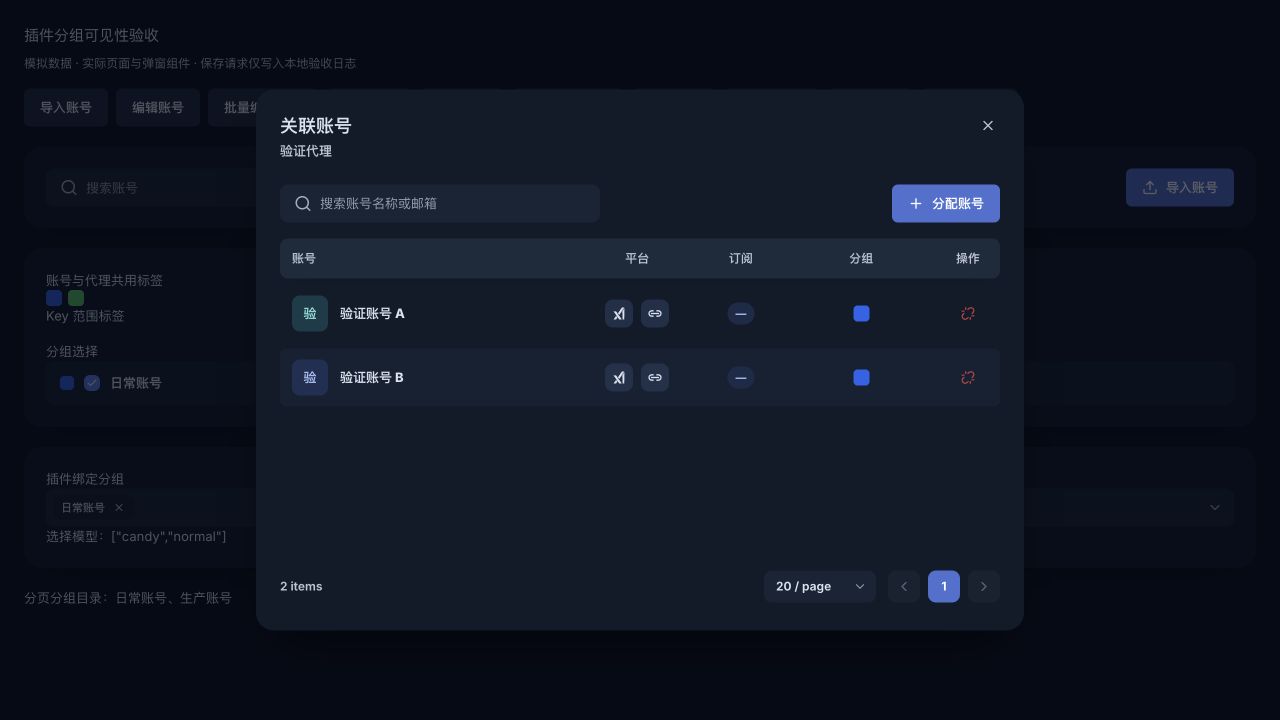 插件分组可见性验收
模拟数据 · 实际页面与弹窗组件 · 保存请求仅写入本地验收日志
导入账号
编辑账号
批量编
搜索账号
导入账号
账号与代理共用标签
Key 范围标签
分组选择
日常账号
插件绑定分组
日常账号
选择模型：["candy","normal"]
分页分组目录：日常账号、生产账号
关联账号
验证代理
搜索账号名称或邮箱
分配账号
账号 平台 订阅 分组 操作
验 验证账号 A —
验 验证账号 B —
2 items
20 / page
1